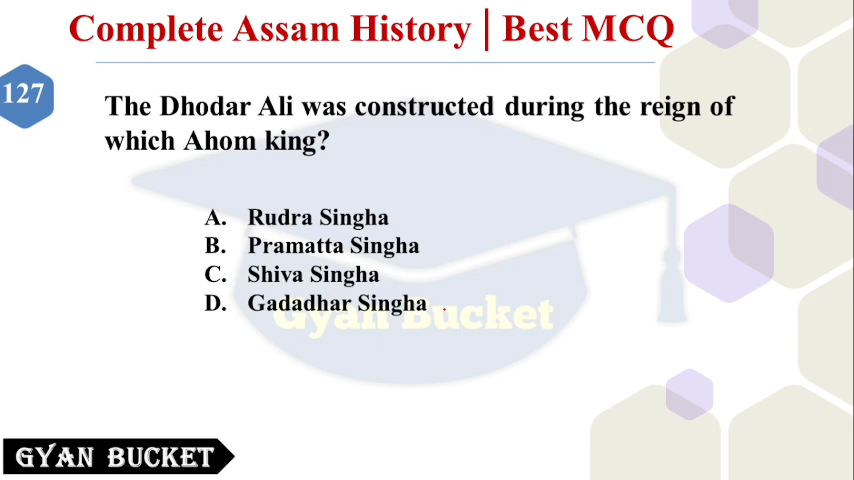 Complete Assam History | Best MCQ
127
The Dhodar Ali was constructed during the reign of
which Ahom king?
A. Rudra Singha
B. Pramatta Singha
C. Shiva Singha
D. Gadadhar Singha
Gyan Bucket
GYAN BUCKET